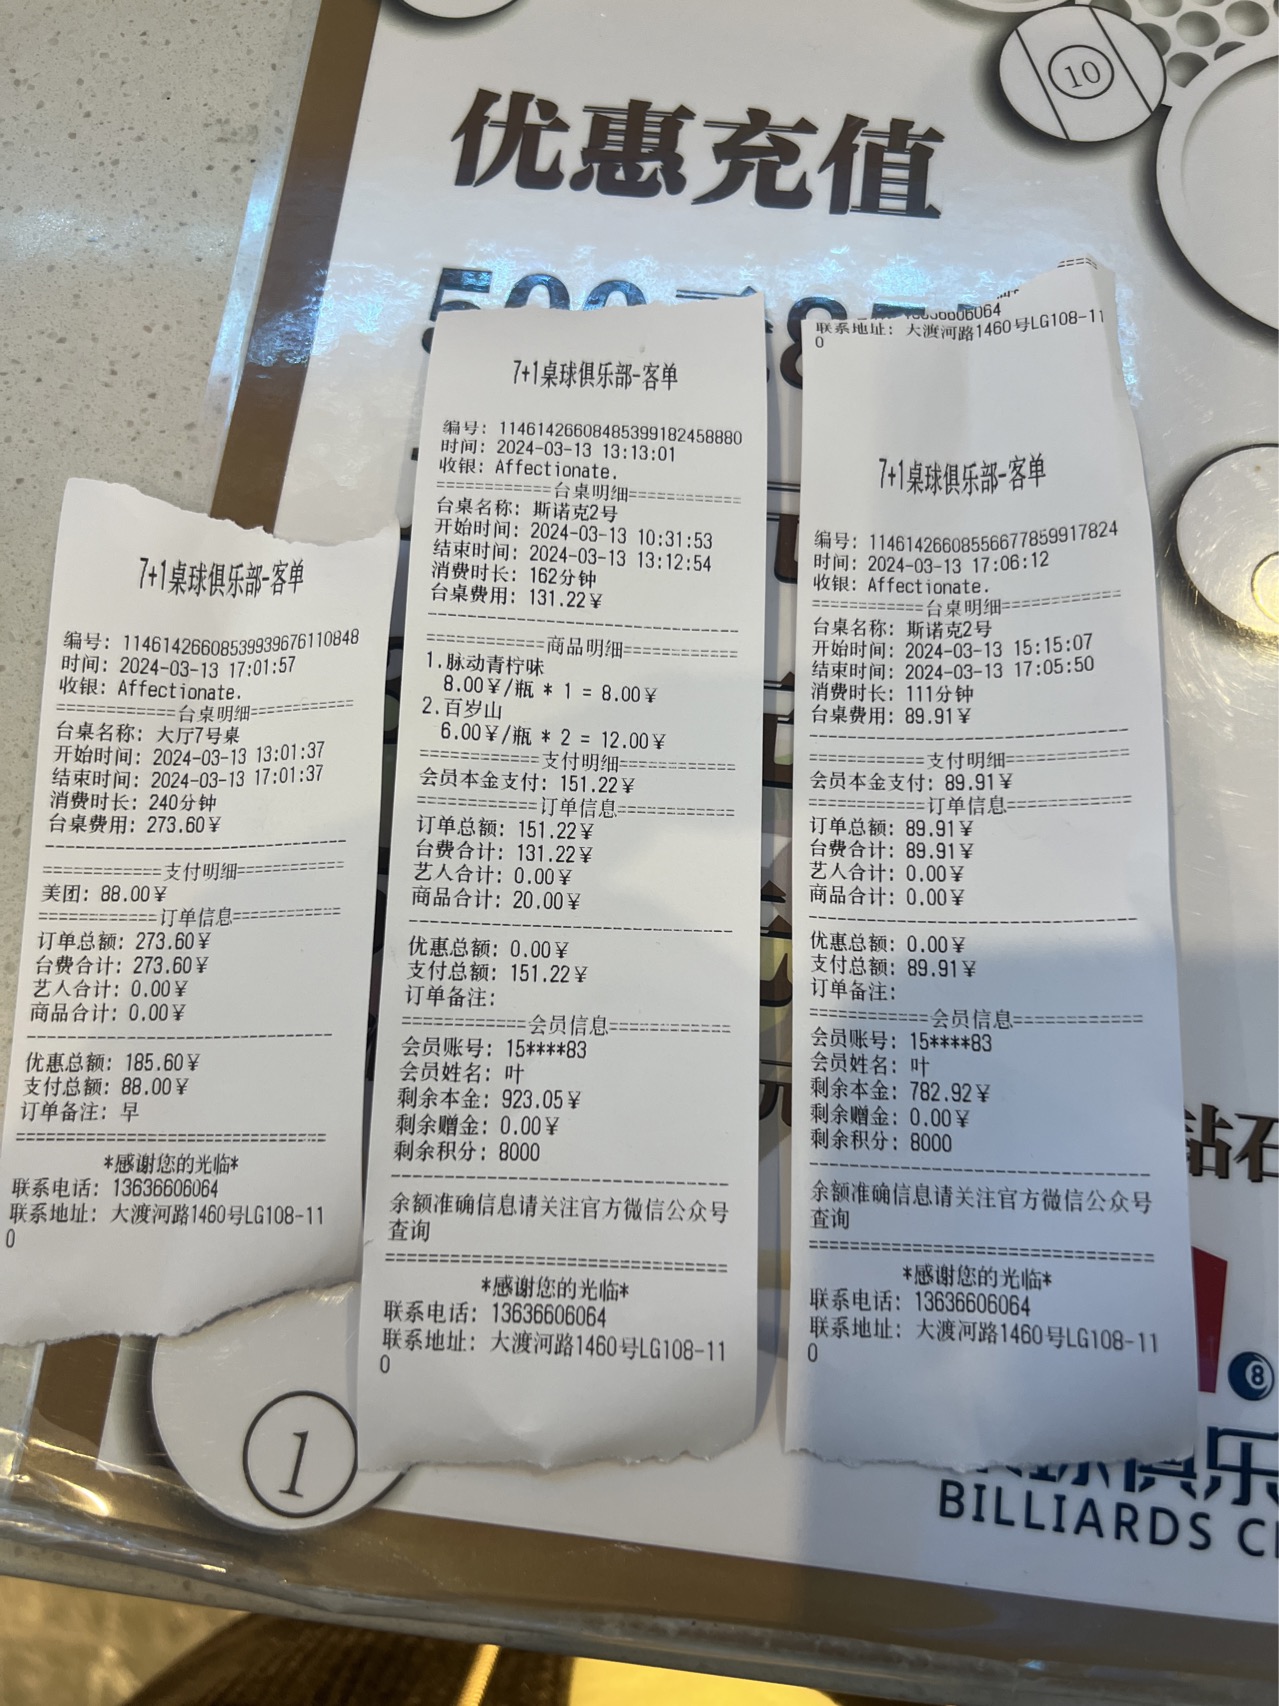 优惠充值
10
7+1桌球俱乐部-客单
编号: 1146142660853993967611​0848
时间: 2024-03-13 17:01:57
收银: Affectionate.
============台桌明细============
台桌名称: 大厅7号桌
开始时间: 2024-03-13 13:01:37
结束时间: 2024-03-13 17:01:37
消费时长: 240分钟
台桌费用: 273.60¥
============支付明细============
美团: 88.00¥
============订单信息============
订单总额: 273.60¥
台费合计: 273.60¥
艺人合计: 0.00¥
商品合计: 0.00¥
优惠总额: 185.60¥
支付总额: 88.00¥
订单备注: 早
*感谢您的光临*
联系电话: 13636606064
联系地址: 大渡河路1460号LG108-11
0
7+1桌球俱乐部-客单
编号: 1146142660848539918245​8880
时间: 2024-03-13 13:13:01
收银: Affectionate.
============台桌明细============
台桌名称: 斯诺克2号
开始时间: 2024-03-13 10:31:53
结束时间: 2024-03-13 13:12:54
消费时长: 162分钟
台桌费用: 131.22¥
============商品明细============
1.脉动青柠味
8.00¥/瓶 * 1 = 8.00¥
2.百岁山
6.00¥/瓶 * 2 = 12.00¥
============支付明细============
会员本金支付: 151.22¥
============订单信息============
订单总额: 151.22¥
台费合计: 131.22¥
艺人合计: 0.00¥
商品合计: 20.00¥
优惠总额: 0.00¥
支付总额: 151.22¥
订单备注:
============会员信息============
会员账号: 15****83
会员姓名: 叶
剩余本金: 923.05¥
剩余赠金: 0.00¥
剩余积分: 8000
余额准确信息请关注官方微信公众号
查询
*感谢您的光临*
联系电话: 13636606064
联系地址: 大渡河路1460号LG108-11
0
联系地址: 大渡河路1460号LG108-11
0
7+1桌球俱乐部-客单
编号: 1146142660855667785991​7824
时间: 2024-03-13 17:06:12
收银: Affectionate.
============台桌明细============
台桌名称: 斯诺克2号
开始时间: 2024-03-13 15:15:07
结束时间: 2024-03-13 17:05:50
消费时长: 111分钟
台桌费用: 89.91¥
============支付明细============
会员本金支付: 89.91¥
============订单信息============
订单总额: 89.91¥
台费合计: 89.91¥
艺人合计: 0.00¥
商品合计: 0.00¥
优惠总额: 0.00¥
支付总额: 89.91¥
订单备注:
============会员信息============
会员账号: 15****83
会员姓名: 叶
剩余本金: 782.92¥
剩余赠金: 0.00¥
剩余积分: 8000
余额准确信息请关注官方微信公众号
查询
*感谢您的光临*
联系电话: 13636606064
联系地址: 大渡河路1460号LG108-11
0
钻石
8
1
BILLIARDS C